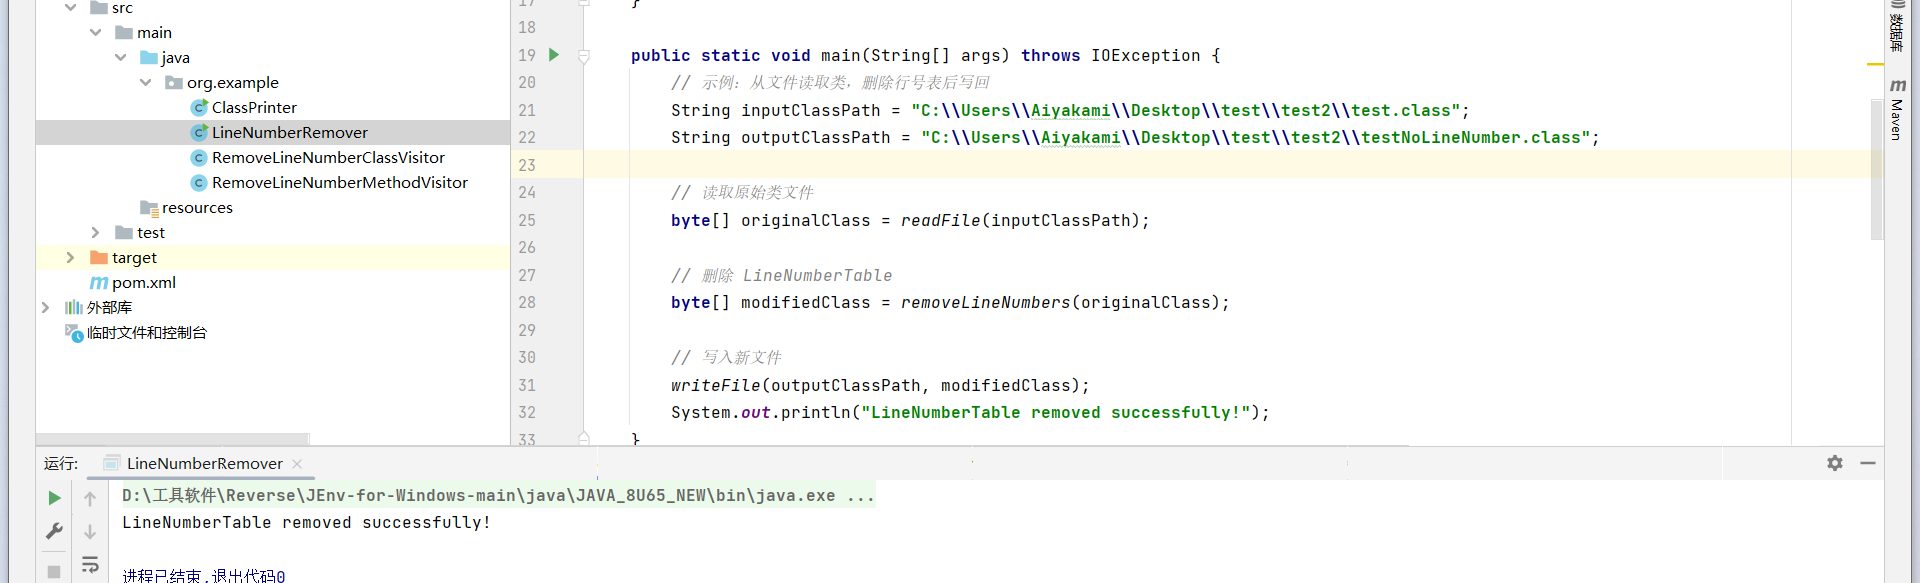 src
main
java
org.example
ClassPrinter
LineNumberRemover
RemoveLineNumberClassVisitor
RemoveLineNumberMethodVisitor
resources
test
target
pom.xml
外部库
临时文件和控制台
17 }
18
19 public static void main(String[] args) throws IOException {
20 // 示例: 从文件读取类, 删除行号表后写回
21 String inputClassPath = "C:\\Users\\Aiyakami\\Desktop\\test\\test2\\test.class";
22 String outputClassPath = "C:\\Users\\Aiyakami\\Desktop\\test\\test2\\testNoLineNumber.class";
23
24 // 读取原始类文件
25 byte[] originalClass = readFile(inputClassPath);
26
27 // 删除 LineNumberTable
28 byte[] modifiedClass = removeLineNumbers(originalClass);
29
30 // 写入新文件
31 writeFile(outputClassPath, modifiedClass);
32 System.out.println("LineNumberTable removed successfully!");
33 }
数据库
m Maven
运行: LineNumberRemover
D:\工具软件\Reverse\JEnv-for-Windows-main\java\JAVA_8U65_NEW\bin\java.exe ...
LineNumberTable removed successfully!
进程已结束,退出代码0